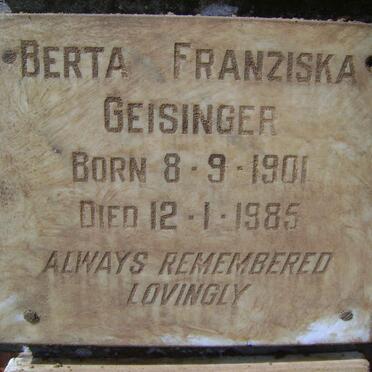 BERTA FRANZISKA
GEISINGER
BORN 8·9·1901
DIED 12·1·1985
ALWAYS REMEMBERED
LOVINGLY